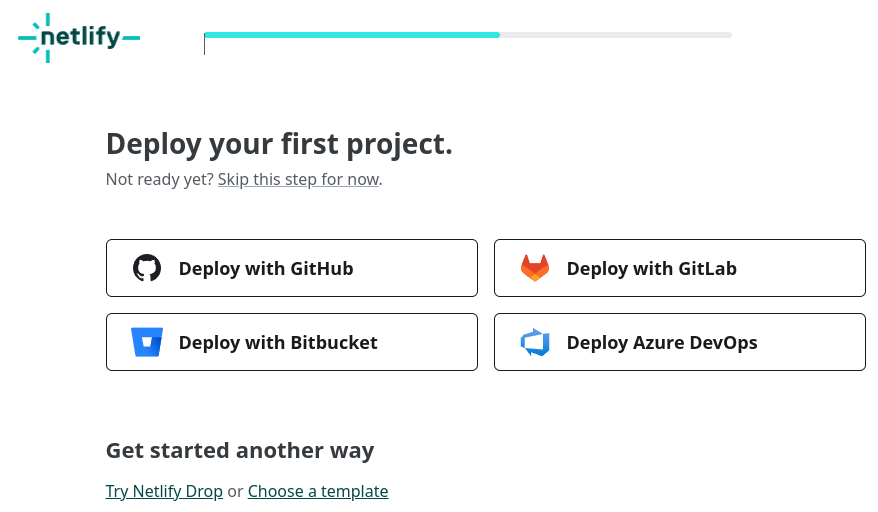 netlify
Deploy your first project.
Not ready yet? Skip this step for now.
Deploy with GitHub
Deploy with GitLab
Deploy with Bitbucket
Deploy Azure DevOps
Get started another way
Try Netlify Drop or Choose a template